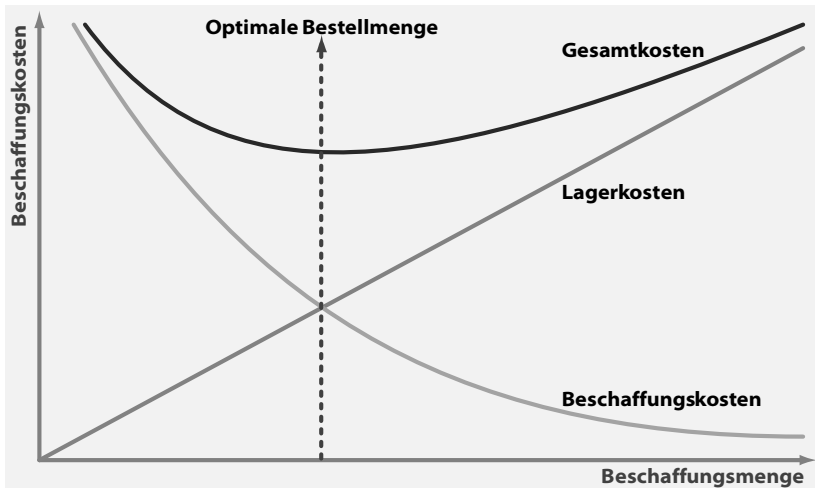 Optimale Bestellmenge
Gesamtkosten
Beschaffungskosten
Lagerkosten
Beschaffungskosten
Beschaffungsmenge